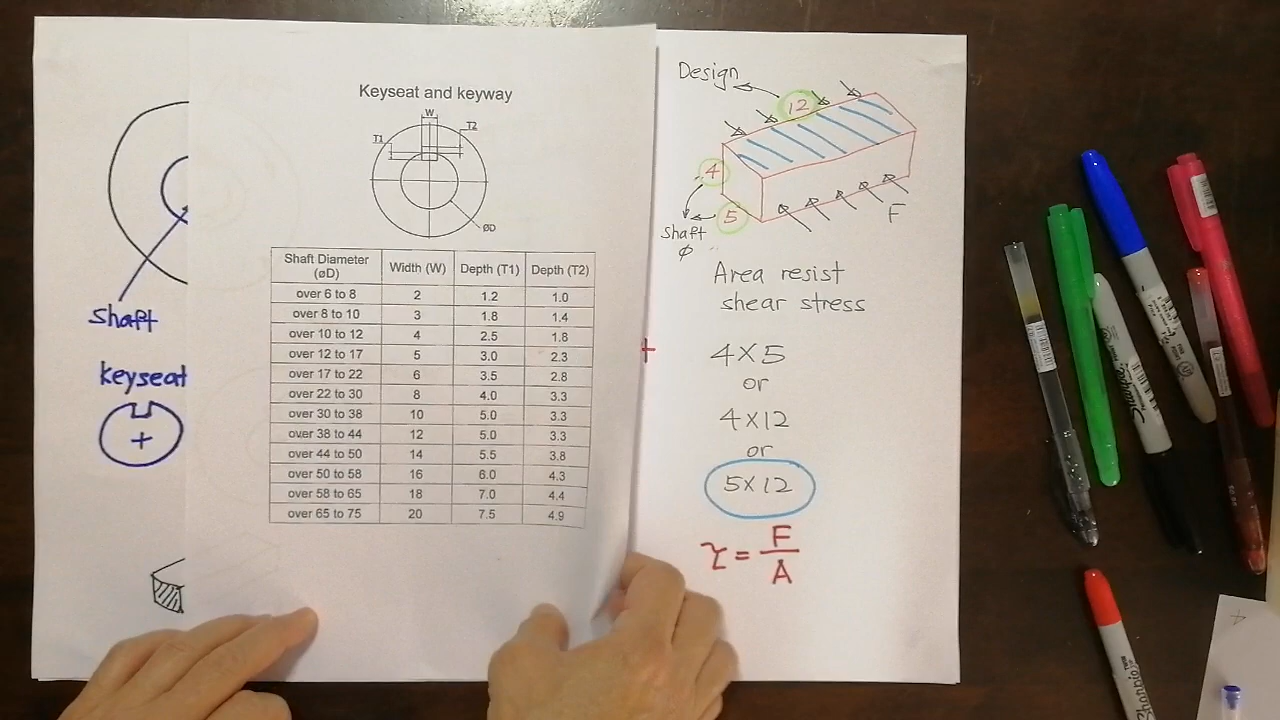 Keyseat and keyway
W
T1
T2
øD
Shaft Diameter (øD) Width (W) Depth (T1) Depth (T2)
over 6 to 8 2 1.2 1.0
over 8 to 10 3 1.8 1.4
over 10 to 12 4 2.5 1.8
over 12 to 17 5 3.0 2.3
over 17 to 22 6 3.5 2.8
over 22 to 30 8 4.0 3.3
over 30 to 38 10 5.0 3.3
over 38 to 44 12 5.0 3.3
over 44 to 50 14 5.5 3.8
over 50 to 58 16 6.0 4.3
over 58 to 65 18 7.0 4.4
over 65 to 75 20 7.5 4.9
shaft
keyseat
Design
12
4
5
F
shaft
φ
Area resist
shear stress
4 X 5
or
4 X 12
or
5 X 12
τ = F
A
Sharpie
Sharpie